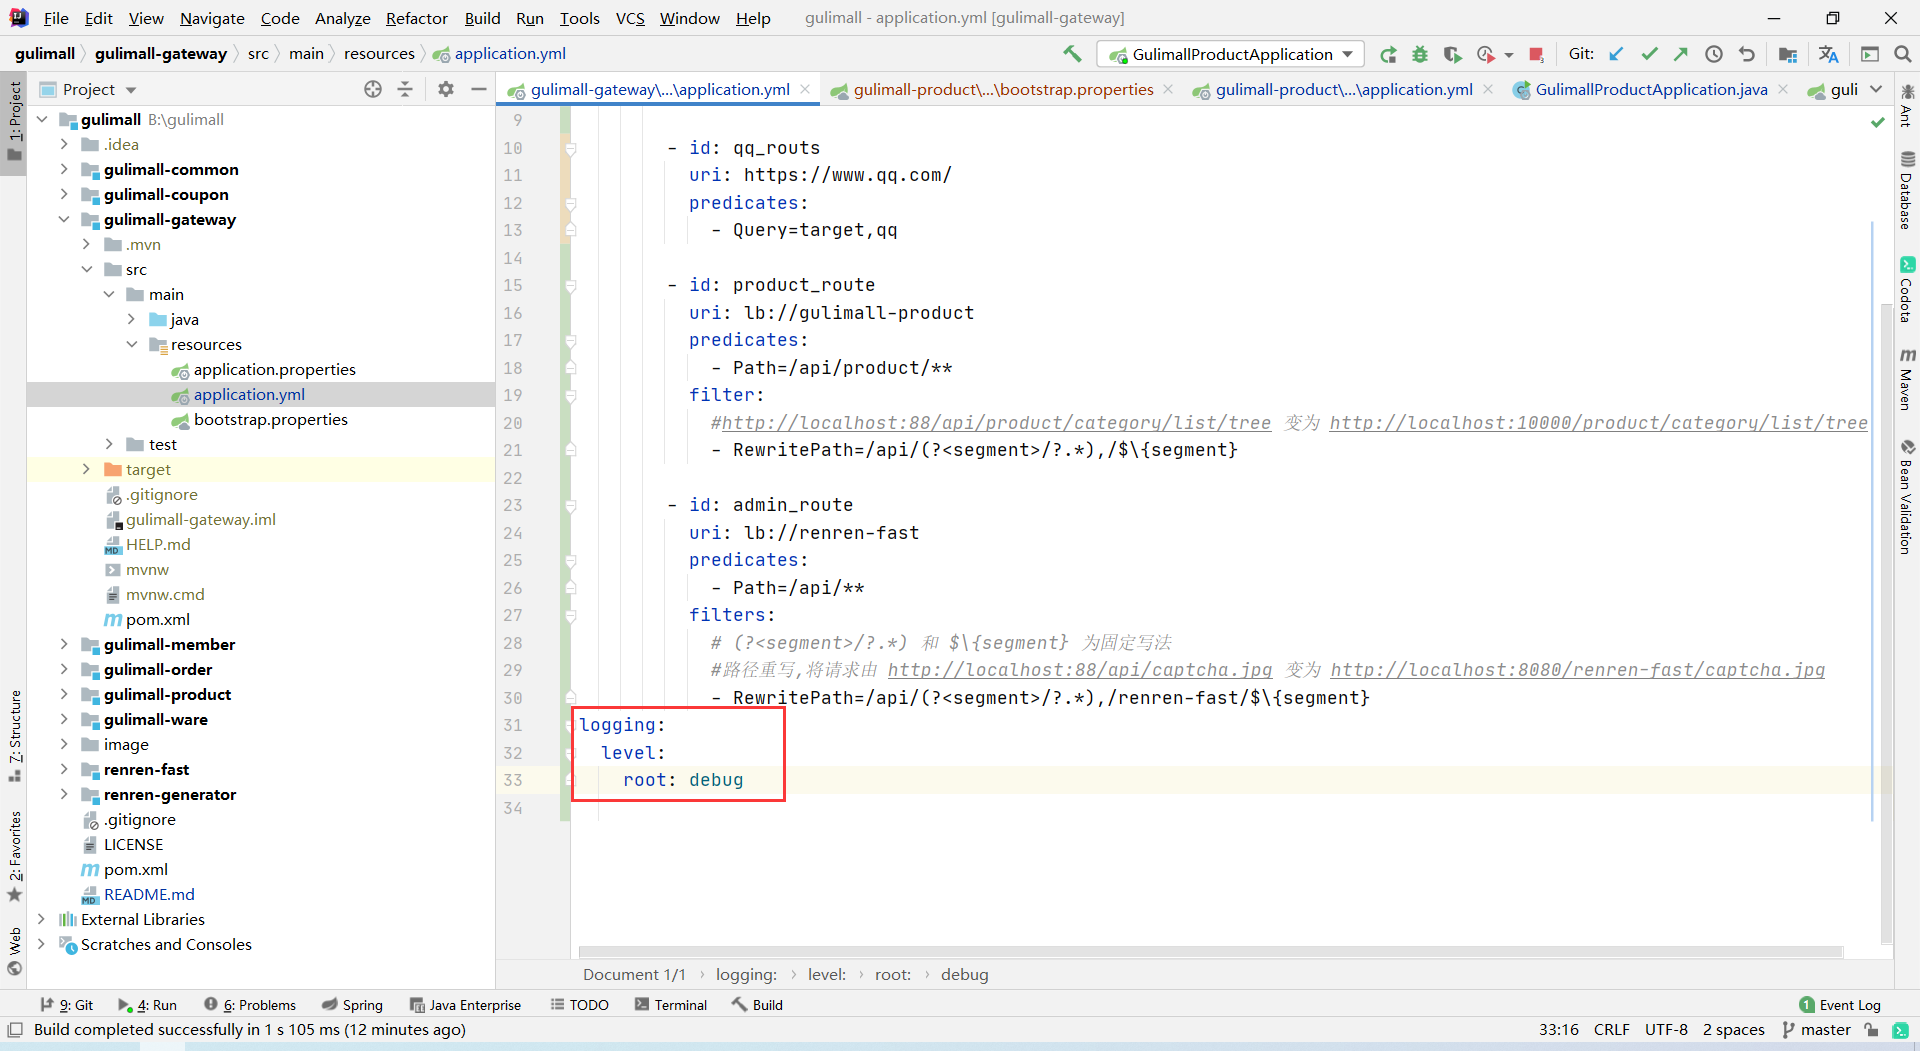 File Edit View Navigate Code Analyze Refactor Build Run Tools VCS Window Help gulimall - application.yml [gulimall-gateway]
gulimall gulimall-gateway src main resources application.yml GulimallProductApplication Git:
Project gulimall-gateway\...\application.yml gulimall-product\...\bootstrap.properties gulimall-product\...\application.yml GulimallProductApplication.java guli
1: Project
7: Structure
2: Favorites
Web
gulimall B:\gulimall
.idea
gulimall-common
gulimall-coupon
gulimall-gateway
.mvn
src
main
java
resources
application.properties
application.yml
bootstrap.properties
test
target
.gitignore
gulimall-gateway.iml
HELP.md
mvnw
mvnw.cmd
pom.xml
gulimall-member
gulimall-order
gulimall-product
gulimall-ware
image
renren-fast
renren-generator
.gitignore
LICENSE
pom.xml
README.md
External Libraries
Scratches and Consoles
9
10 - id: qq_routs
11 uri: https://www.qq.com/
12 predicates:
13 - Query=target,qq
14
15 - id: product_route
16 uri: lb://gulimall-product
17 predicates:
18 - Path=/api/product/**
19 filter:
20 #http://localhost:88/api/product/category/list/tree 变为 http://localhost:10000/product/category/list/tree
21 - RewritePath=/api/(?<segment>/?.*),/$\{segment}
22
23 - id: admin_route
24 uri: lb://renren-fast
25 predicates:
26 - Path=/api/**
27 filters:
28 # (?<segment>/?.*) 和 $\{segment} 为固定写法
29 #路径重写,将请求由 http://localhost:88/api/captcha.jpg 变为 http://localhost:8080/renren-fast/captcha.jpg
30 - RewritePath=/api/(?<segment>/?.*),/renren-fast/$\{segment}
31 logging:
32 level:
33 root: debug
34
Ant
Database
Codota
Maven
Bean Validation
Document 1/1 › logging: › level: › root: › debug
9: Git 4: Run 6: Problems Spring Java Enterprise TODO Terminal Build 1 Event Log
Build completed successfully in 1 s 105 ms (12 minutes ago) 33:16 CRLF UTF-8 2 spaces master